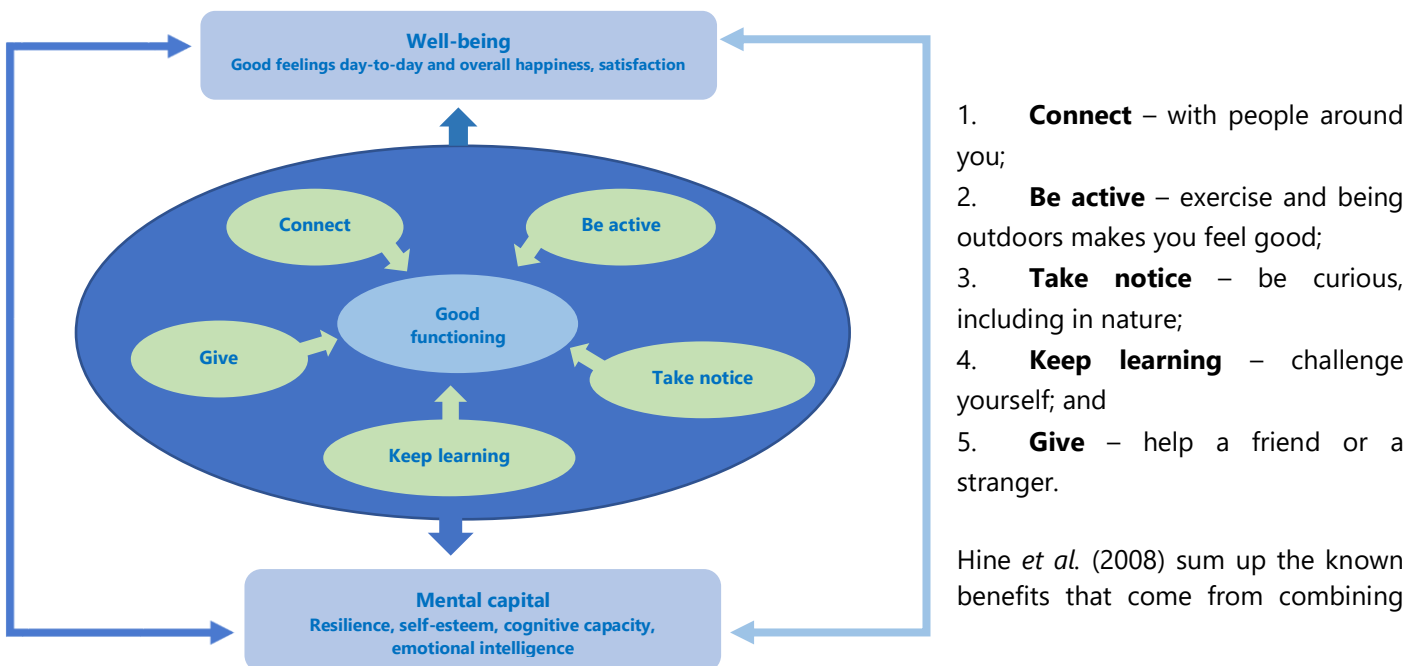 Well-being
Good feelings day-to-day and overall happiness, satisfaction
Connect
Be active
Good
functioning
Give
Take notice
Keep learning
Mental capital
Resilience, self-esteem, cognitive capacity,
emotional intelligence
1. Connect – with people around
you;
2. Be active – exercise and being
outdoors makes you feel good;
3. Take notice – be curious,
including in nature;
4. Keep learning – challenge
yourself; and
5. Give – help a friend or a
stranger.
Hine et al. (2008) sum up the known
benefits that come from combining